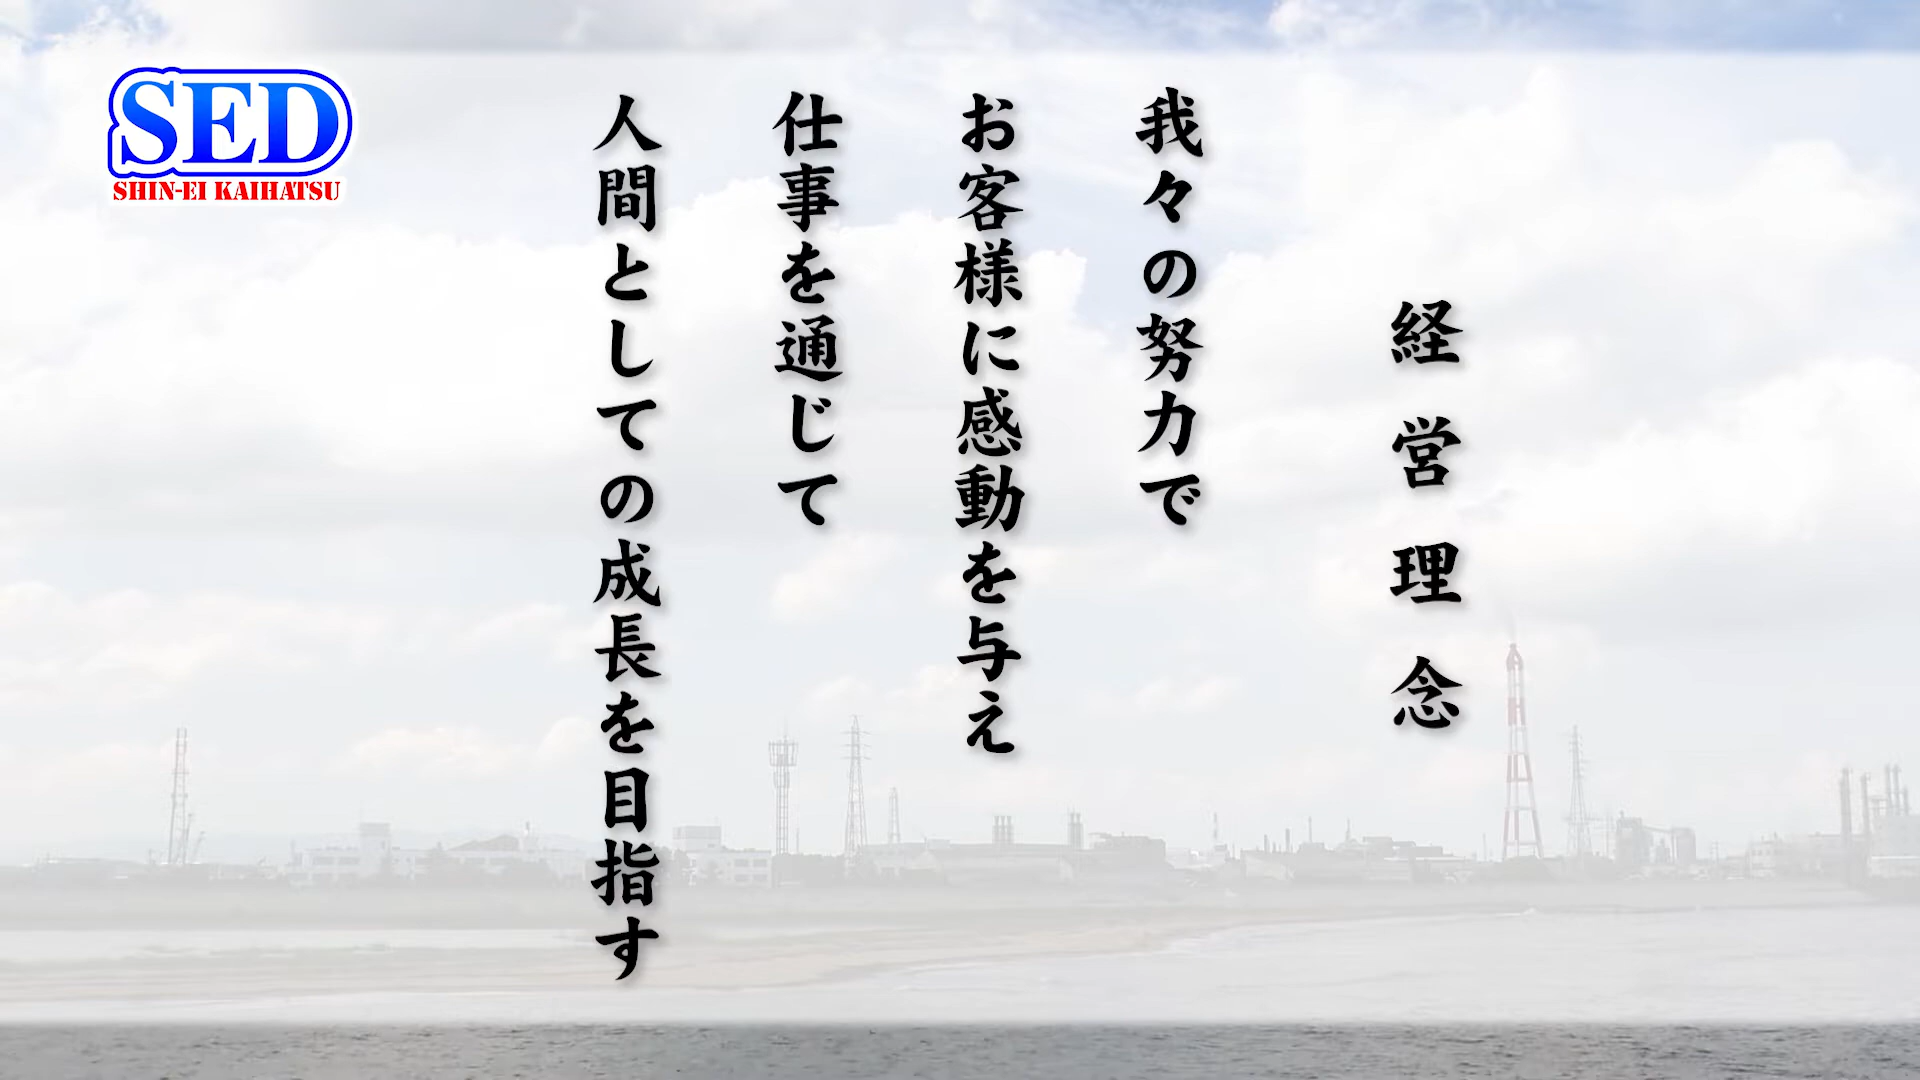 SED
SHIN-EI KAIHATSU
経営理念
我々の努力で
お客様に感動を与え
仕事を通じて
人間としての成長を目指す